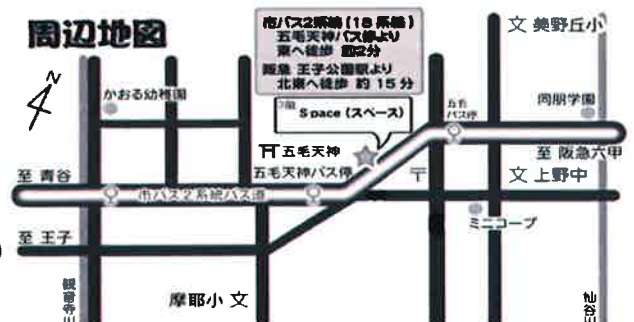 周辺地図
市バス2系統(18系統)
五毛天神バス停より
東へ徒歩 約2分
阪急 王子公園駅より
北東へ徒歩 約15分
文 美野丘小
N
かおる幼稚園
Space (スペース)
五毛
バス停
同朋学園
五毛天神
至 阪急六甲
至 青谷
五毛天神バス停
〒
文 上野中
市バス2系統バス道
ミニコープ
至 王子
摩耶小 文